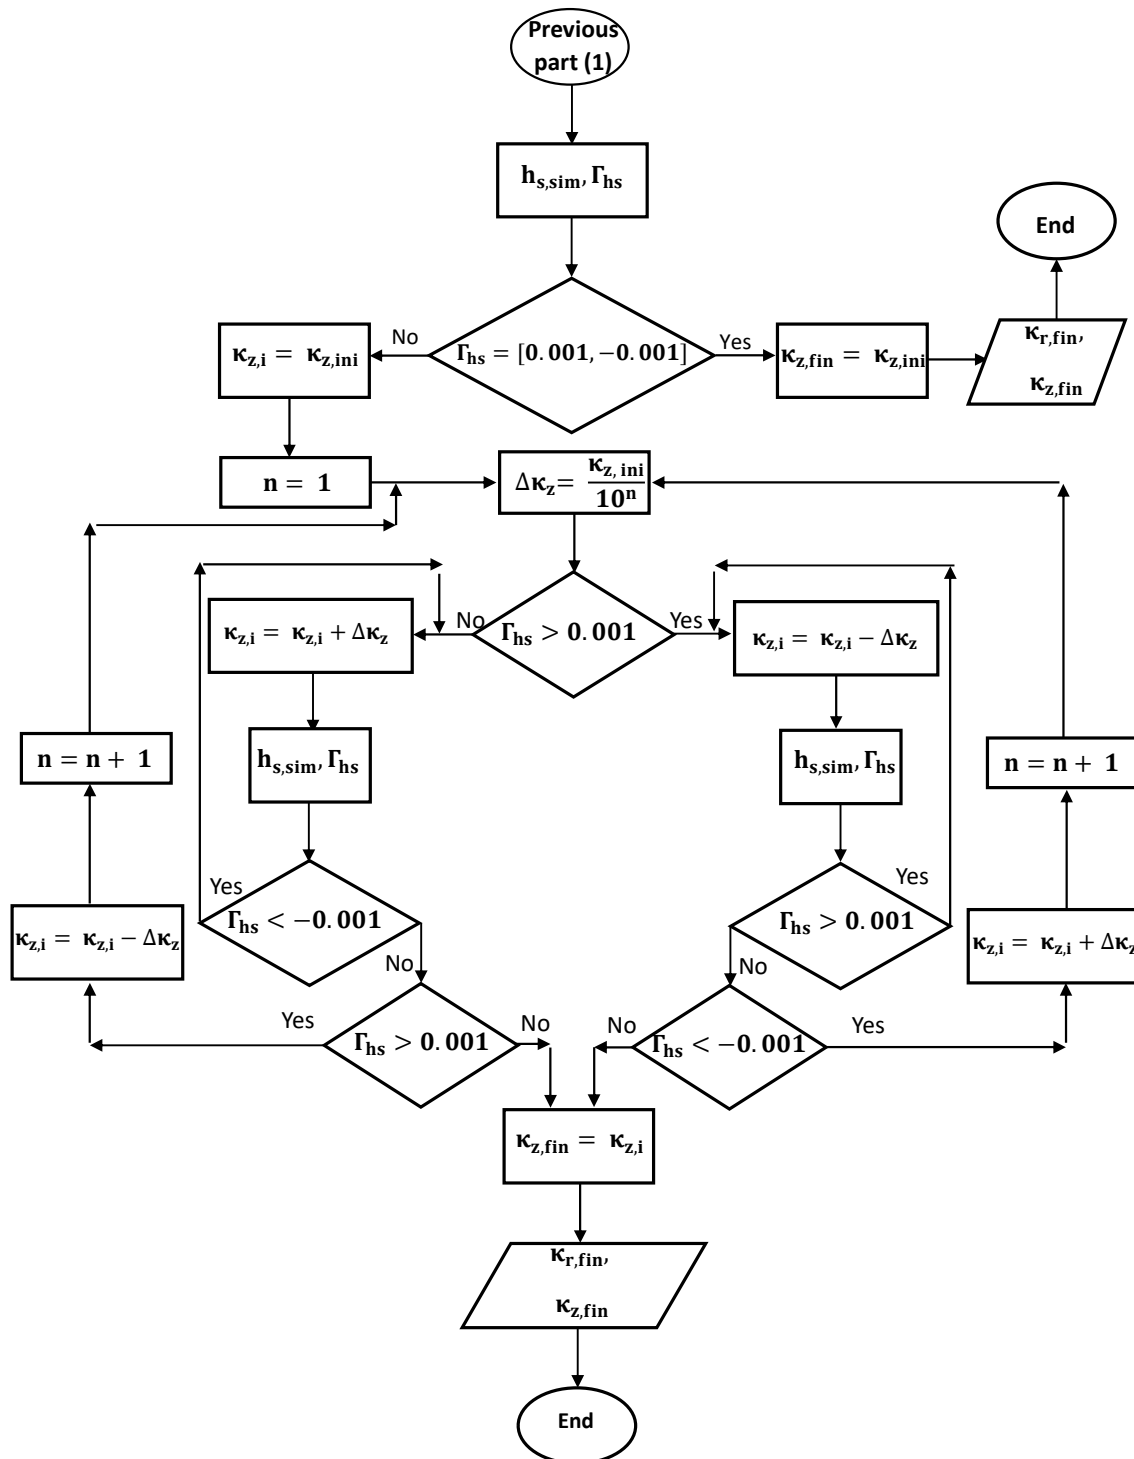 Previous
part (1)
h_{s,sim}, Γ_{hs}
End
No
Yes
κ_{z,i} = κ_{z,ini}
Γ_{hs} = [0.001, −0.001]
κ_{z,fin} = κ_{z,ini}
κ_{r,fin},
κ_{z,fin}
n = 1
Δκ_z = κ_{z,ini} / 10^n
κ_{z,i} = κ_{z,i} + Δκ_z
No
Γ_{hs} > 0.001
Yes
κ_{z,i} = κ_{z,i} − Δκ_z
n = n + 1
h_{s,sim}, Γ_{hs}
h_{s,sim}, Γ_{hs}
n = n + 1
Yes
Γ_{hs} < −0.001
Yes
Γ_{hs} > 0.001
κ_{z,i} = κ_{z,i} − Δκ_z
κ_{z,i} = κ_{z,i} + Δκ_z
No
No
Yes
Γ_{hs} > 0.001
No
No
Γ_{hs} < −0.001
Yes
κ_{z,fin} = κ_{z,i}
κ_{r,fin},
κ_{z,fin}
End